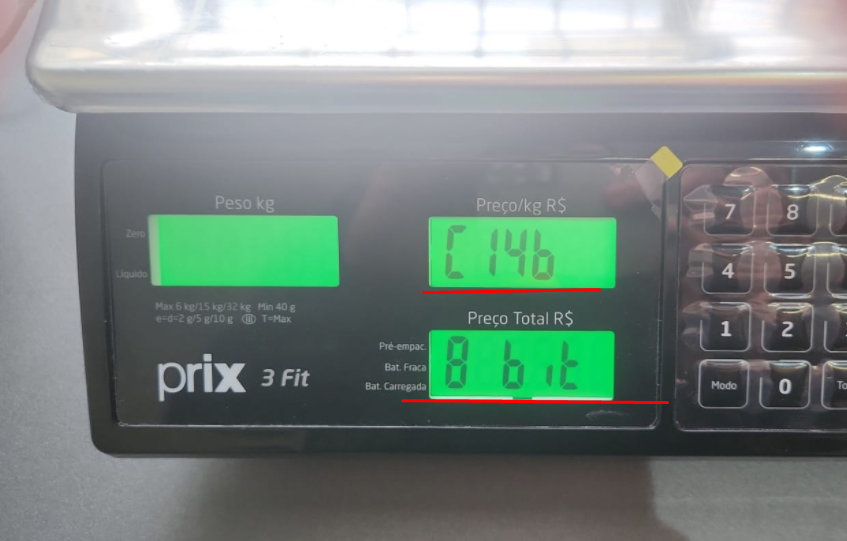 Peso kg
Zero
Líquido
Max 6 kg/15 kg/32 kg Min 40 g
e=d=2 g/5 g/10 g T=Max
prix 3 Fit
Preço/kg R$
C14b
Preço Total R$
Pré-empac.
Bat. Fraca
Bat. Carregada
8 bit
7 8
4 5
1 2
Modo 0